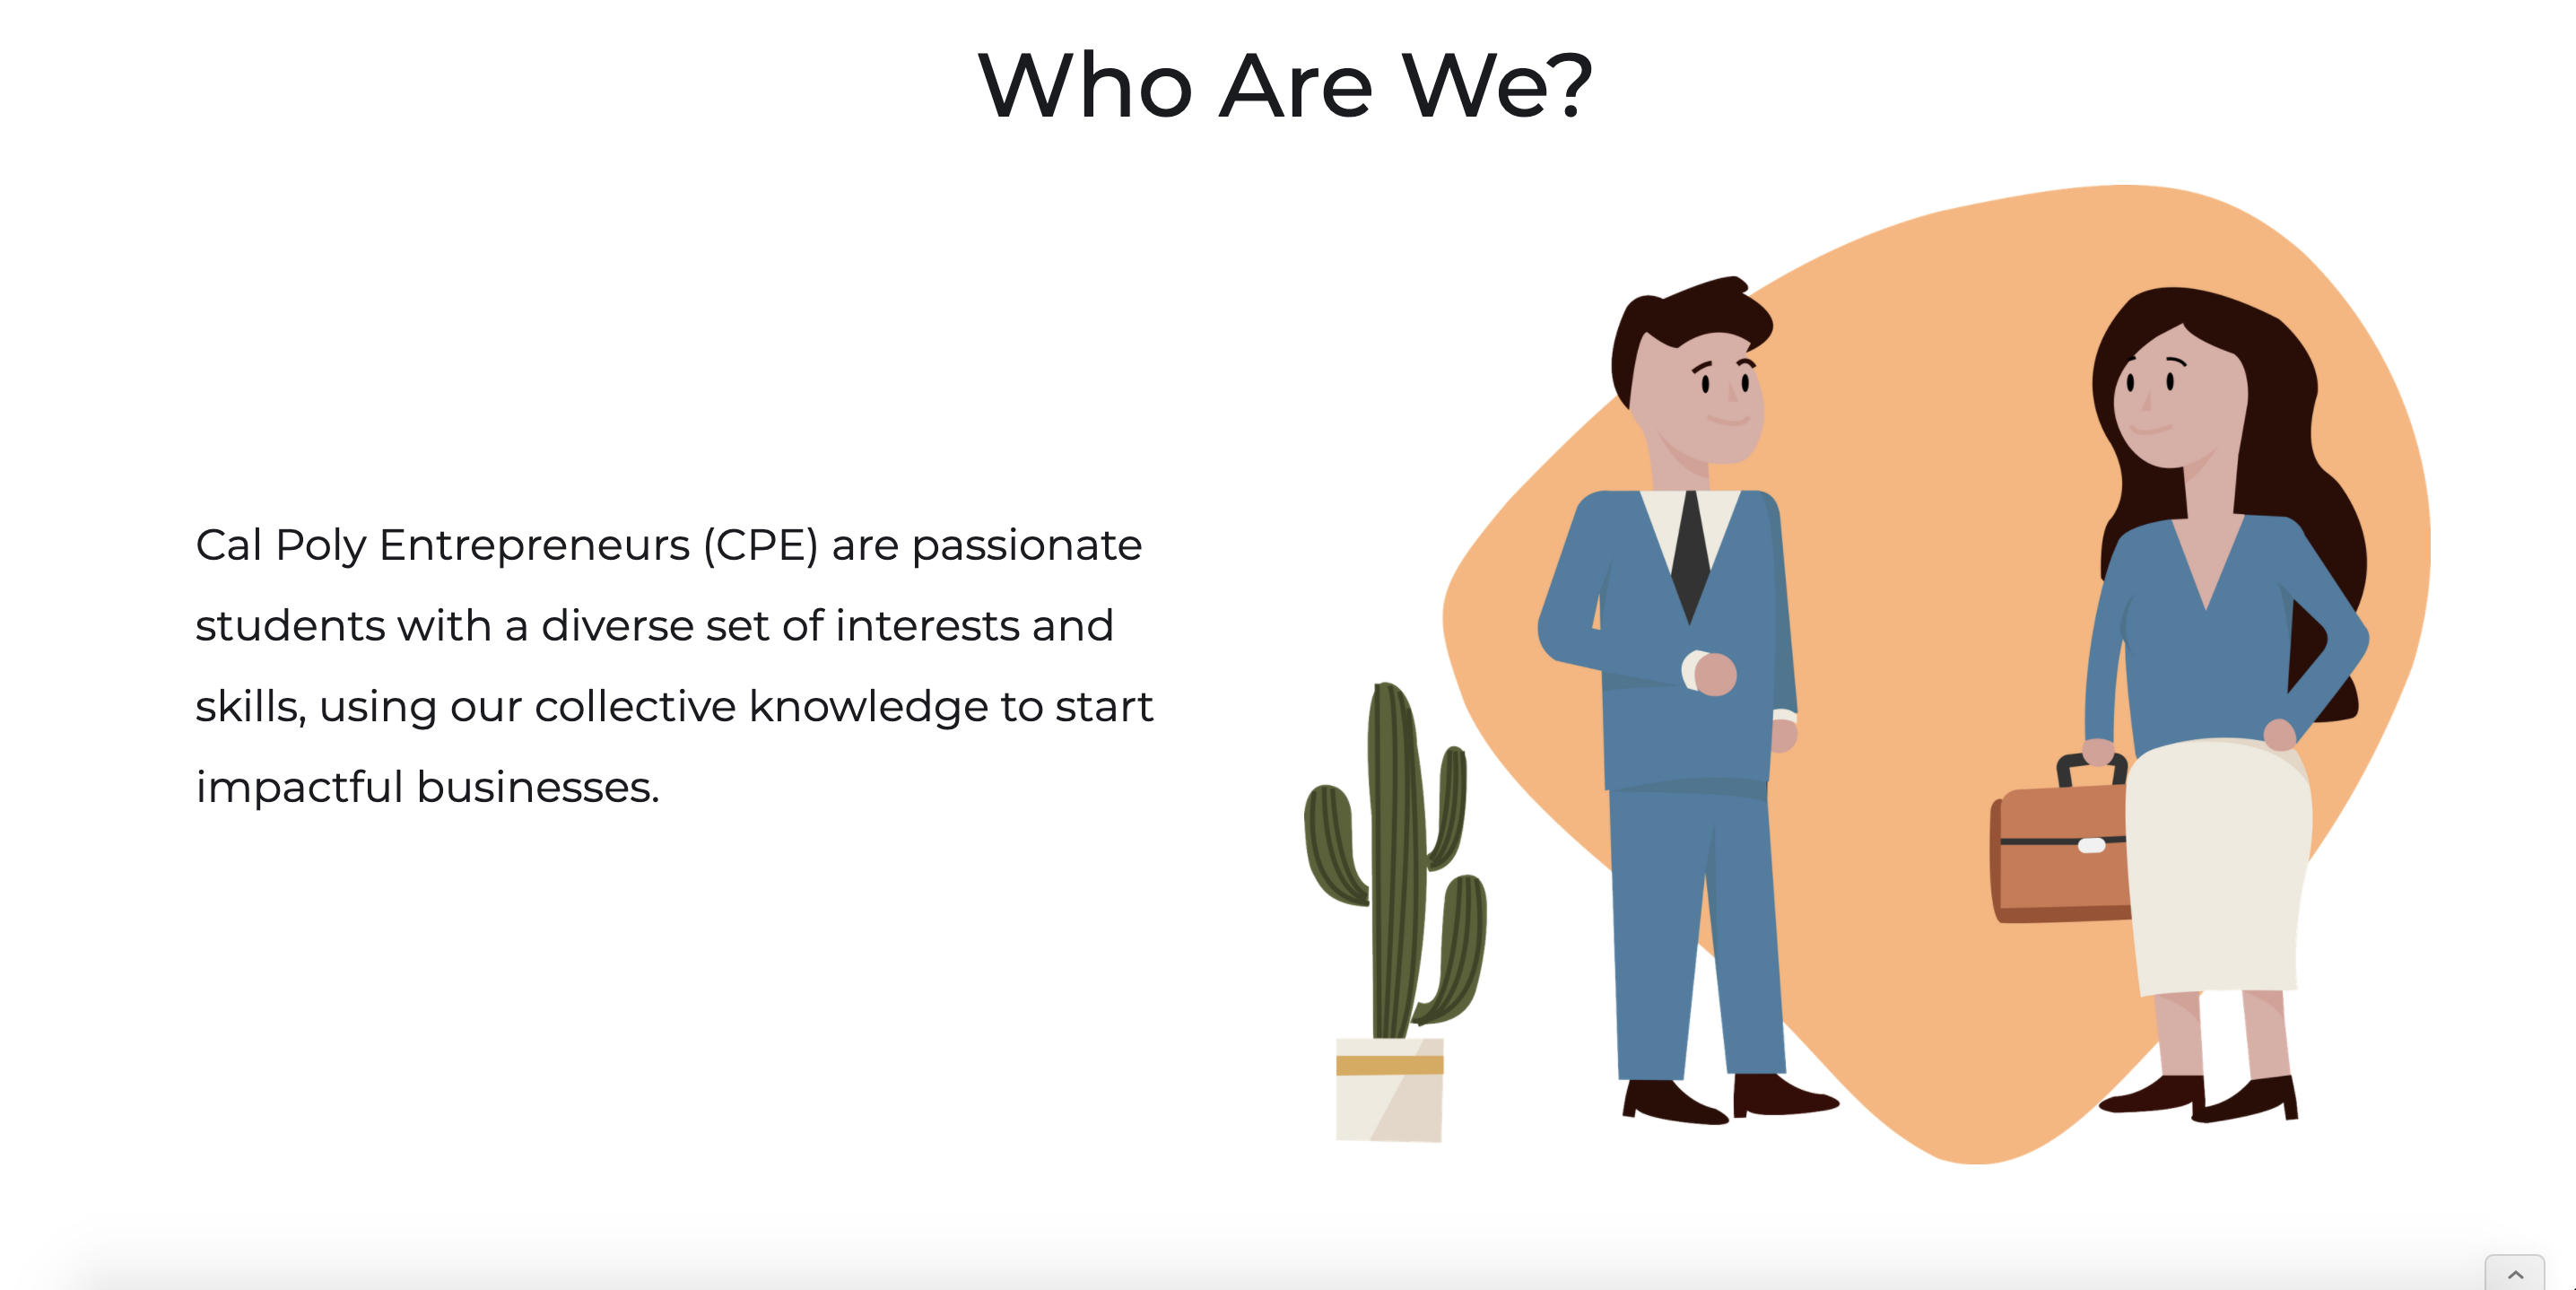 Who Are We?
Cal Poly Entrepreneurs (CPE) are passionate
students with a diverse set of interests and
skills, using our collective knowledge to start
impactful businesses.